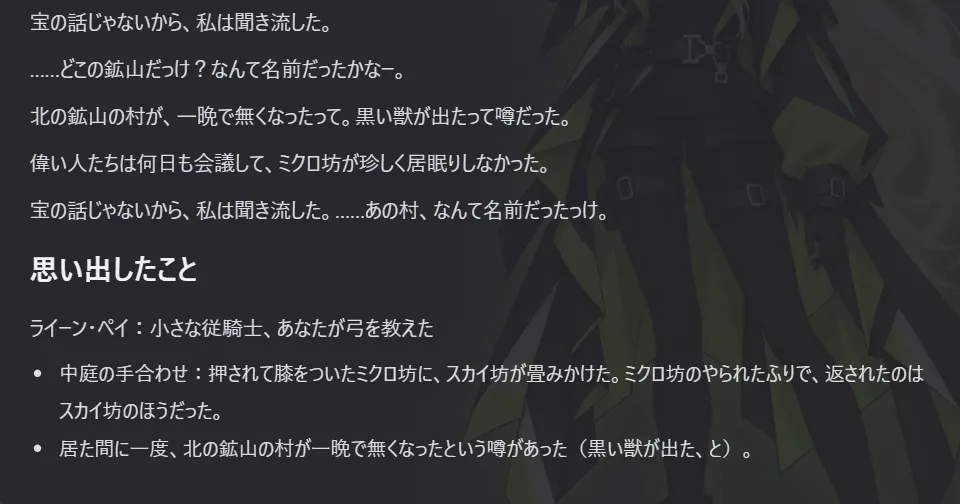 宝の話じゃないから、私は聞き流した。
……どこの鉱山だっけ？なんて名前だったかなー。
北の鉱山の村が、一晩で無くなったって。黒い獣が出たって噂だった。
偉い人たちは何日も会議して、ミクロ坊が珍しく居眠りしなかった。
宝の話じゃないから、私は聞き流した。……あの村、なんて名前だったっけ。
思い出したこと
ライーン・ペイ：小さな従騎士、あなたが弓を教えた
• 中庭の手合わせ：押されて膝をついたミクロ坊に、スカイ坊が畳みかけた。ミクロ坊のやられたふりで、返されたのは
スカイ坊のほうだった。
• 居た間に一度、北の鉱山の村が一晩で無くなったという噂があった（黒い獣が出た、と）。